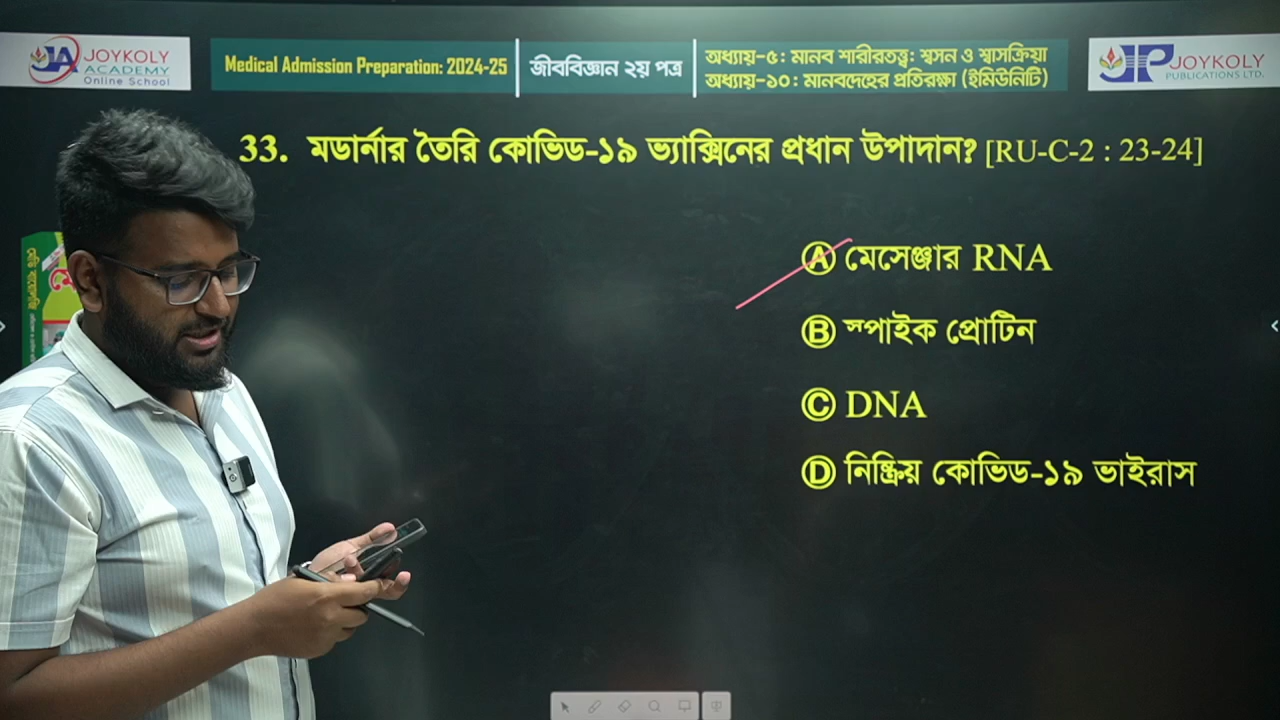 JA JOYKOLY
ACADEMY
Online School
Medical Admission Preparation: 2024-25
জীববিজ্ঞান ২য় পত্র
অধ্যায়-৫: মানব শারীরতত্ত্ব: শ্বসন ও শ্বাসক্রিয়া
অধ্যায়-১০: মানবদেহের প্রতিরক্ষা (ইমিউনিটি)
JP JOYKOLY
PUBLICATIONS LTD.
33. মডার্নার তৈরি কোভিড-১৯ ভ্যাক্সিনের প্রধান উপাদান? [RU-C-2 : 23-24]
A মেসেঞ্জার RNA
B স্পাইক প্রোটিন
C DNA
D নিষ্ক্রিয় কোভিড-১৯ ভাইরাস